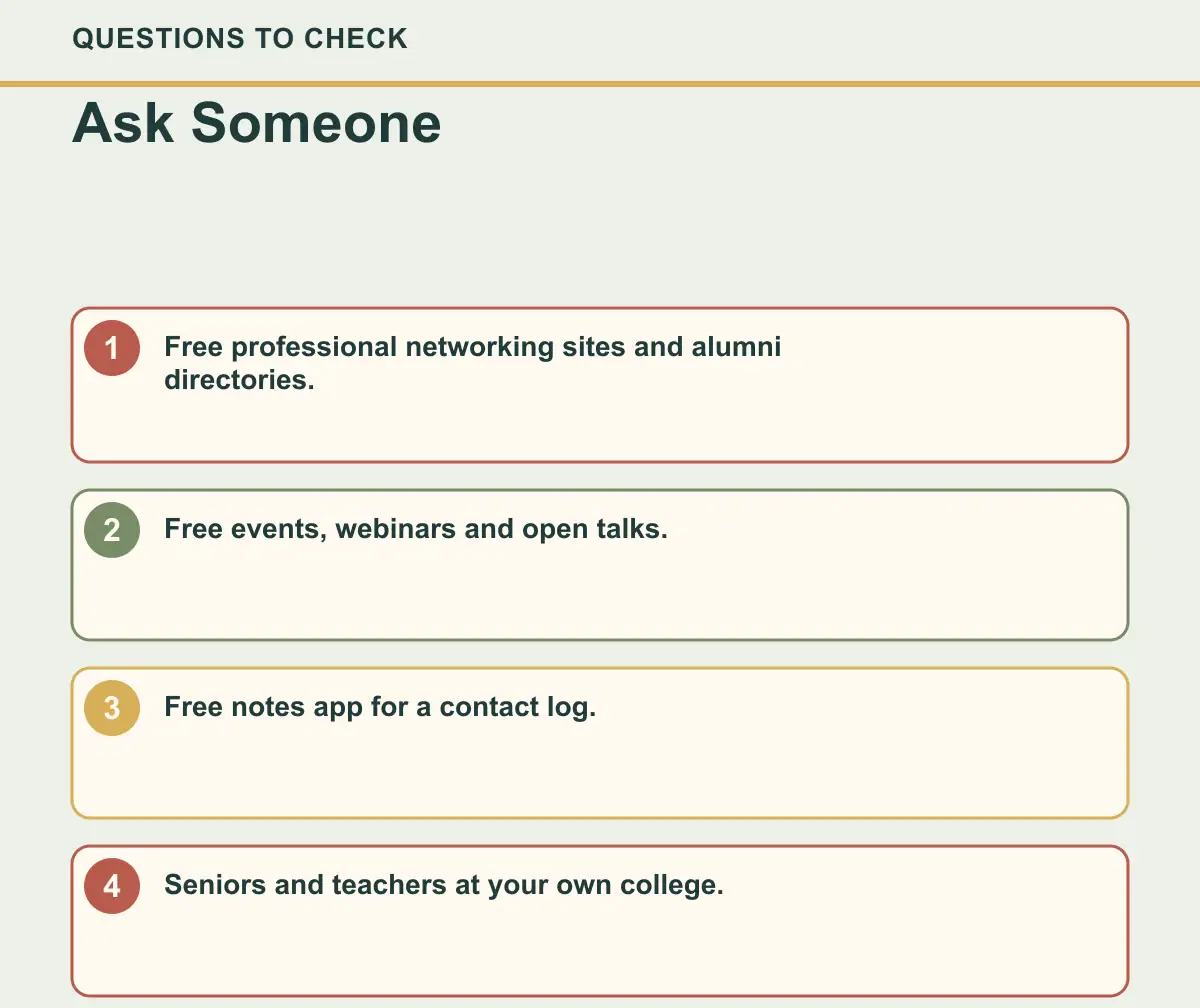 QUESTIONS TO CHECK
Ask Someone
1
Free professional networking sites and alumni
directories.
2
Free events, webinars and open talks.
3
Free notes app for a contact log.
4
Seniors and teachers at your own college.